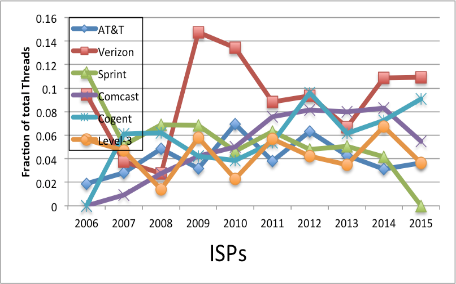 0.16
0.14
0.12
0.1
0.08
0.06
0.04
0.02
0
Fraction of total Threads
AT&T
Verizon
Sprint
Comcast
Cogent
Level-3
2006 2007 2008 2009 2010 2011 2012 2013 2014 2015
ISPs